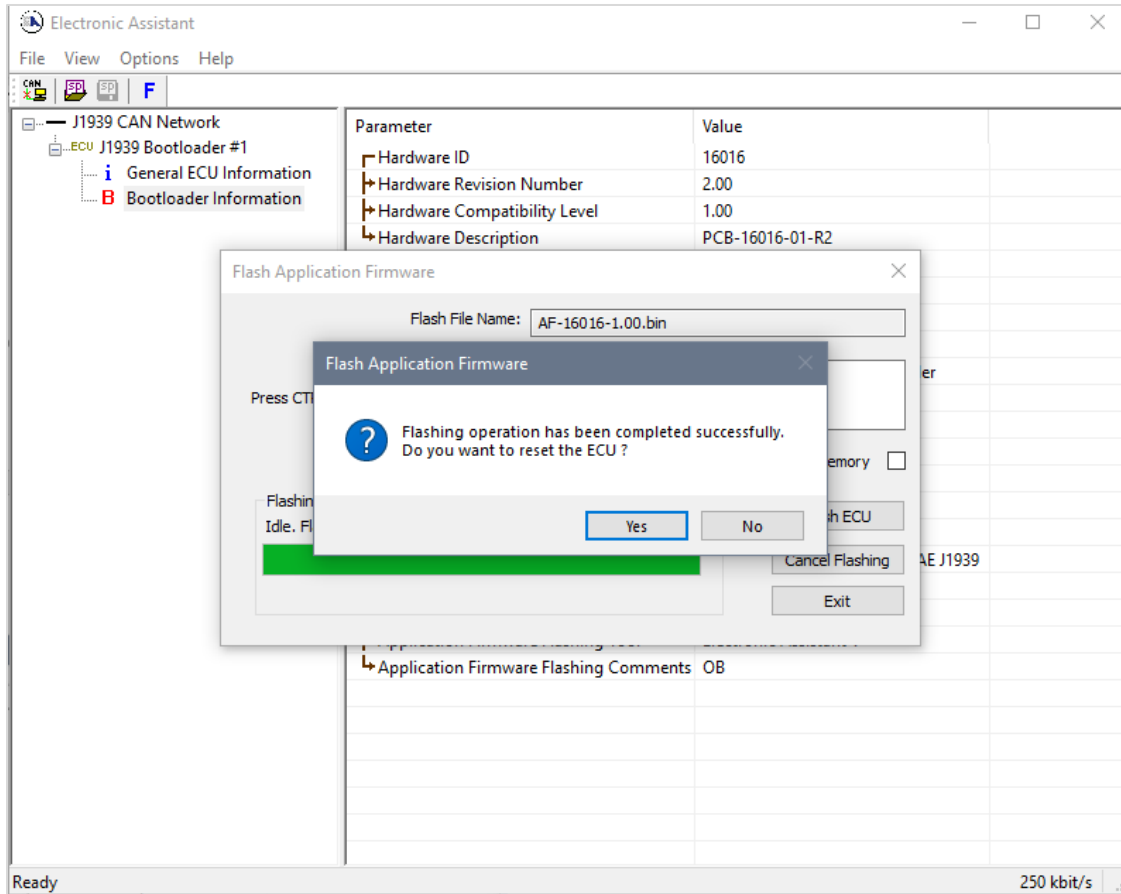 Electronic Assistant
File View Options Help
CAN SP SP F
J1939 CAN Network
ECU J1939 Bootloader #1
i General ECU Information
B Bootloader Information
Parameter Value
Hardware ID 16016
Hardware Revision Number 2.00
Hardware Compatibility Level 1.00
Hardware Description PCB-16016-01-R2
Flash Application Firmware
Flash File Name: AF-16016-1.00.bin
Flash Application Firmware
er
Press
Flashing operation has been completed successfully.
Do you want to reset the ECU ?
emory
Yes No
ECU
Idle.
Cancel Flashing
AE J1939
Exit
Application Firmware Flashing Comments OB
Ready 250 kbit/s